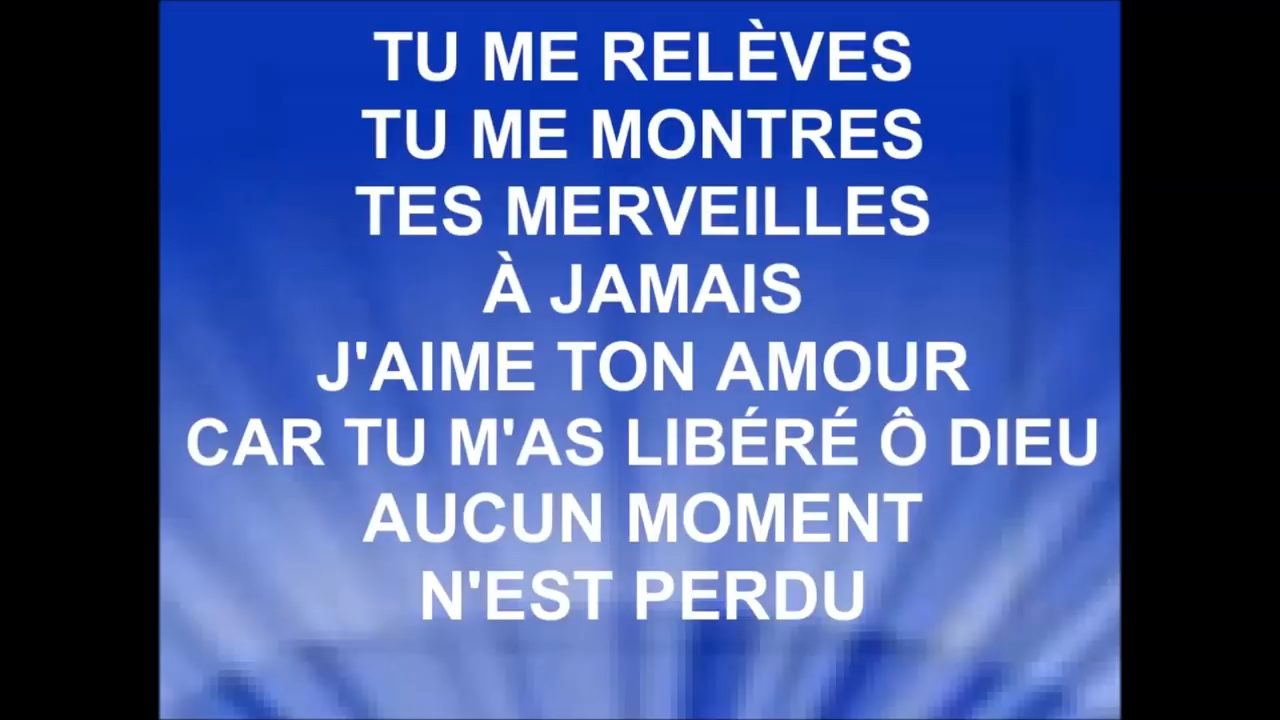 TU ME RELÈVES
TU ME MONTRES
TES MERVEILLES
À JAMAIS
J'AIME TON AMOUR
CAR TU M'AS LIBÉRÉ Ô DIEU
AUCUN MOMENT
N'EST PERDU